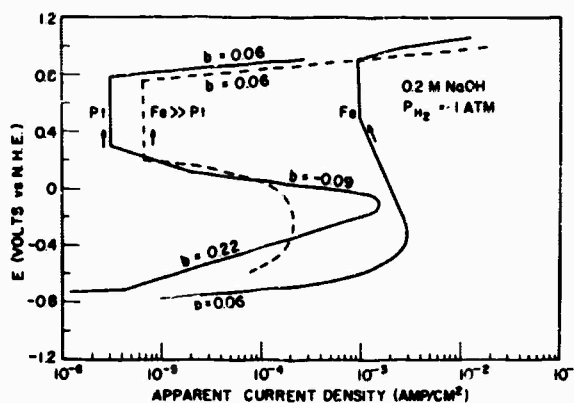 1.2
0.8
0.4
0
-0.4
-0.8
-1.2
E (VOLTS vs N.H.E.)
b = 0.06
b = 0.06
Pt
Fe >> Pt
Fe
0.2 M NaOH
P_H2 = ~1 ATM
b = -0.09
b = 0.22
b = 0.06
10^-6
10^-5
10^-4
10^-3
10^-2
10^-
APPARENT CURRENT DENSITY (AMP/CM^2)